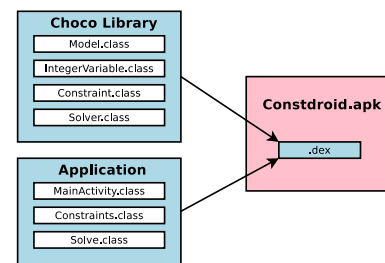 Choco Library
Model.class
IntegerVariable.class
Constraint.class
Solver.class
Application
MainActivity.class
Constraints.class
Solve.class
Constdroid.apk
.dex